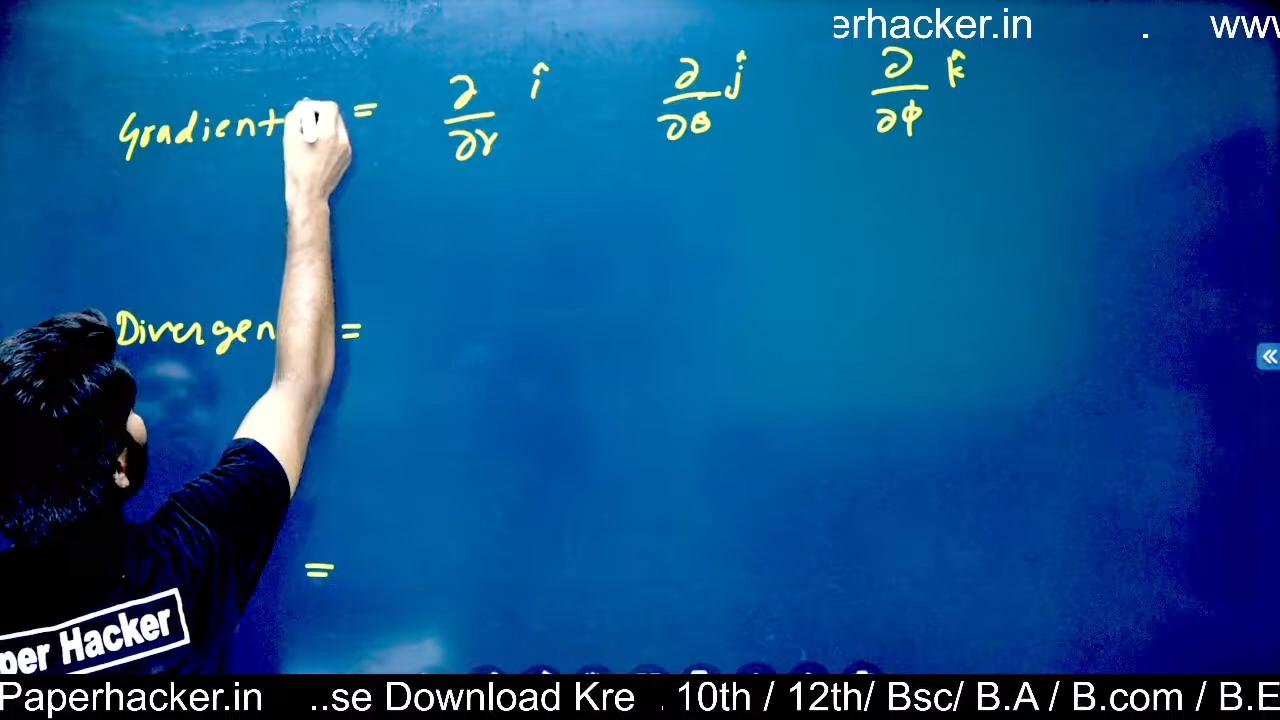 erhacker.in . www
Gradient = ∂/∂r î ∂/∂θ ĵ ∂/∂φ k̂
Divergen =
=
per Hacker
Paperhacker.in ..se Download Kre . 10th / 12th/ Bsc/ B.A / B.com / B.E